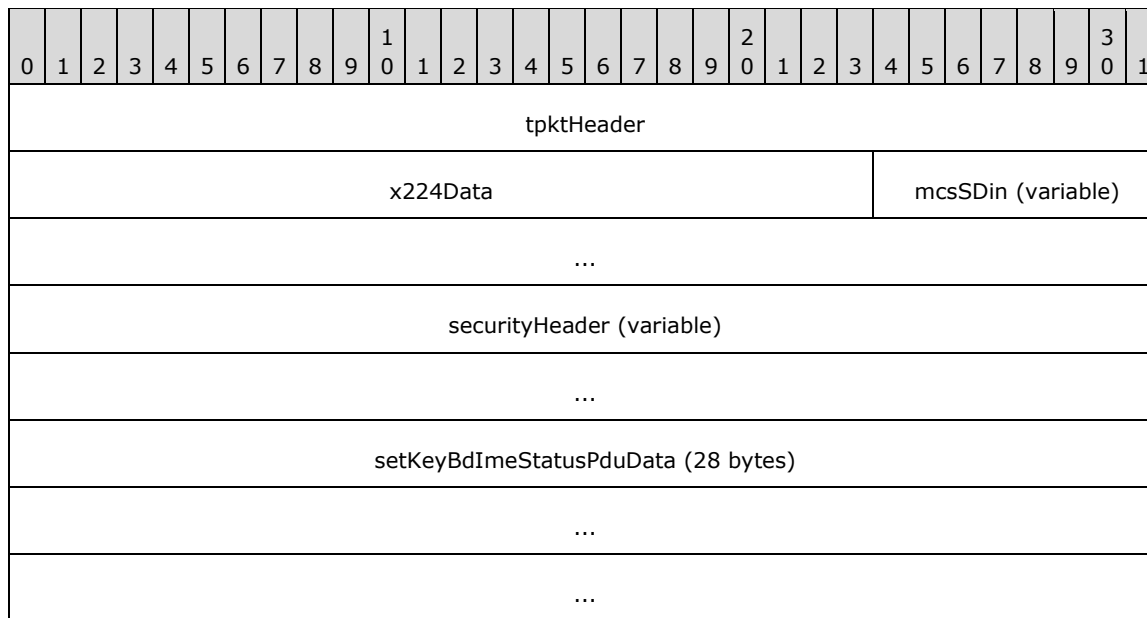 1 2 3
0 1 2 3 4 5 6 7 8 9 0 1 2 3 4 5 6 7 8 9 0 1 2 3 4 5 6 7 8 9 0 1
tpktHeader
x224Data mcsSDin (variable)
...
securityHeader (variable)
...
setKeyBdImeStatusPduData (28 bytes)
...
...